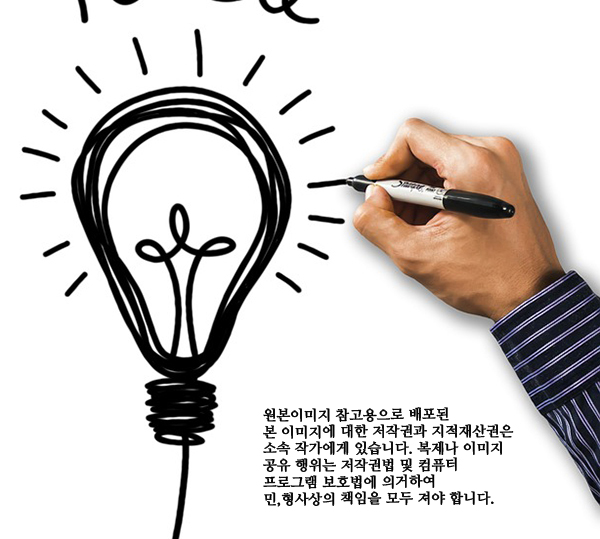 원본이미지 참고용으로 배포된
본 이미지에 대한 저작권과 지적재산권은
소속 작가에게 있습니다. 복제나 이미지
공유 행위는 저작권법 및 컴퓨터
프로그램 보호법에 의거하여
민,형사상의 책임을 모두 져야 합니다.